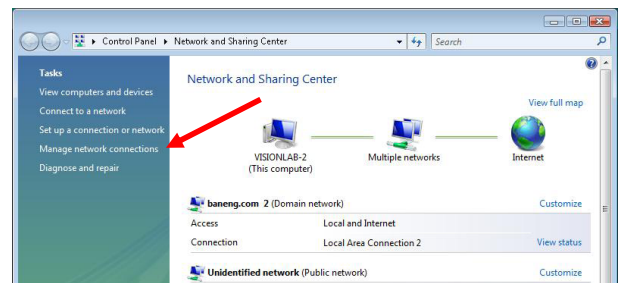 Control Panel ▸ Network and Sharing Center
Search
Tasks
View computers and devices
Connect to a network
Set up a connection or network
Manage network connections
Diagnose and repair
Network and Sharing Center
View full map
VISIONLAB-2
(This computer)
Multiple networks
Internet
baneng.com 2 (Domain network)
Customize
Access Local and Internet
Connection Local Area Connection 2 View status
Unidentified network (Public network)
Customize